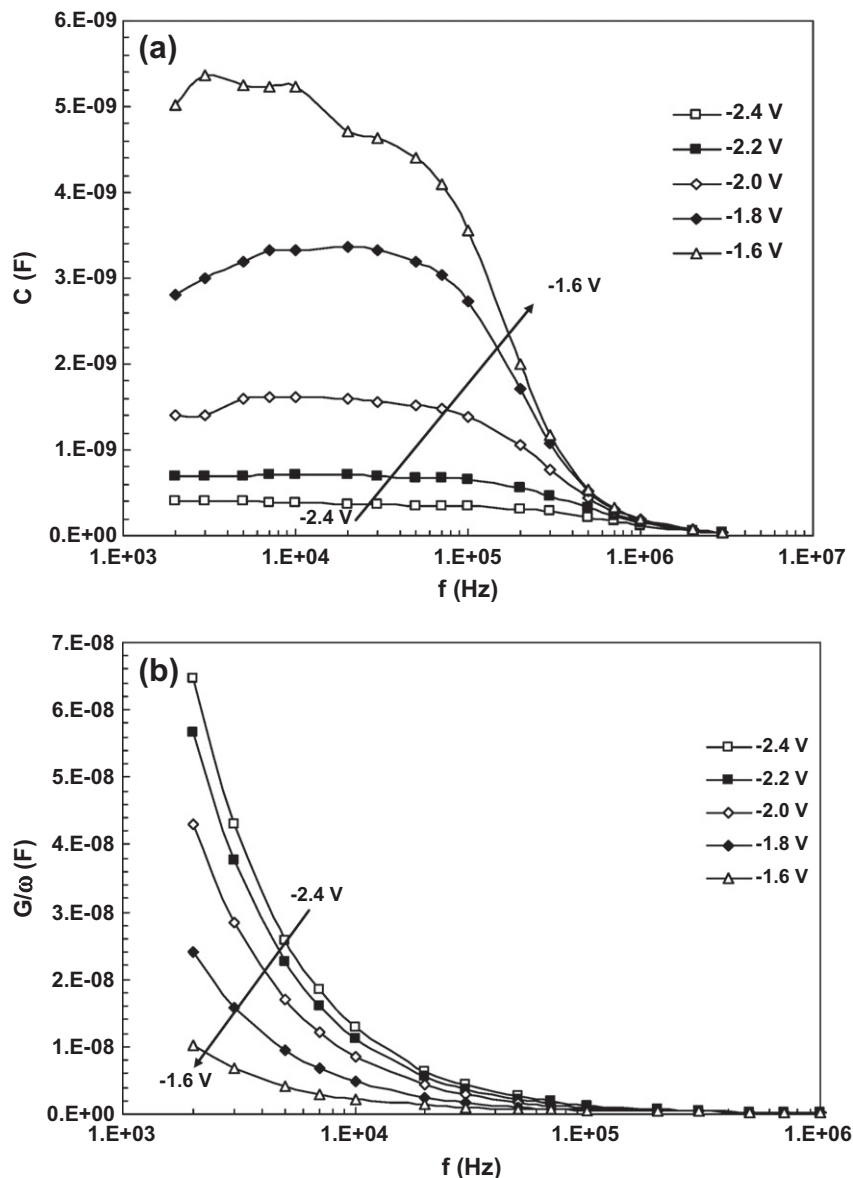 (a)
6.E-09
5.E-09
4.E-09
3.E-09
2.E-09
1.E-09
0.E+00
C (F)
-2.4 V
-2.2 V
-2.0 V
-1.8 V
-1.6 V
-1.6 V
-2.4 V
1.E+03
1.E+04
1.E+05
1.E+06
1.E+07
f (Hz)
(b)
7.E-08
6.E-08
5.E-08
4.E-08
3.E-08
2.E-08
1.E-08
0.E+00
G/ω (F)
-2.4 V
-2.2 V
-2.0 V
-1.8 V
-1.6 V
-2.4 V
-1.6 V
1.E+03
1.E+04
1.E+05
1.E+06
f (Hz)